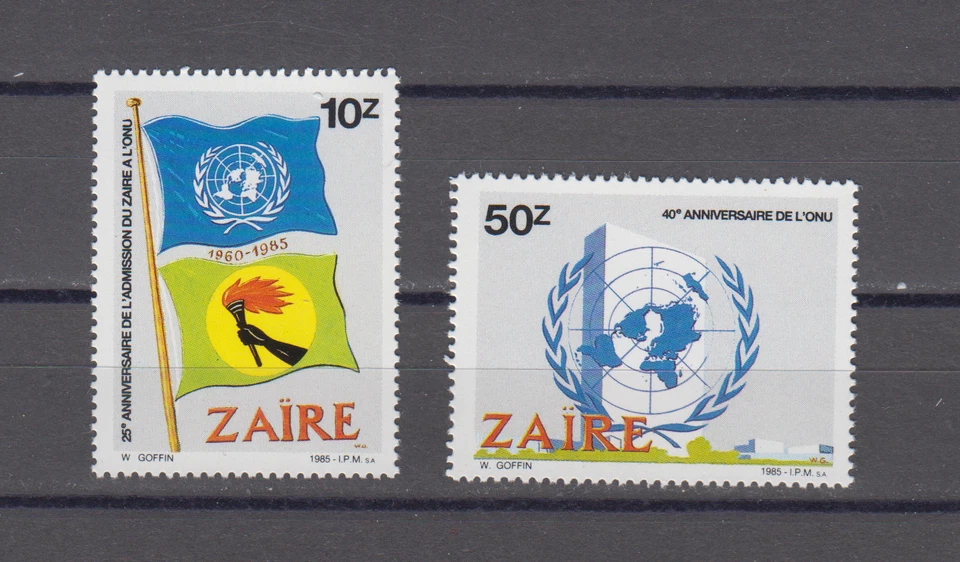 10Z
25e ANNIVERSAIRE DE L'ADMISSION DU ZAIRE A L'ONU
1960-1985
ZAÏRE
W.G.
W. GOFFIN
1985 - I.P.M. SA
50Z
40e ANNIVERSAIRE DE L'ONU
ZAÏRE
W.G.
W. GOFFIN
1985 - I.P.M. SA